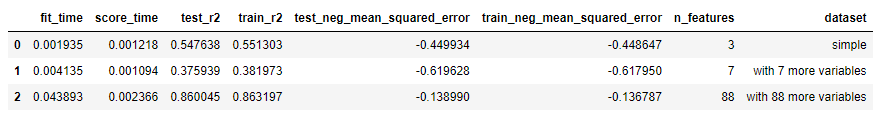 fit_time score_time test_r2 train_r2 test_neg_mean_squared_error train_neg_mean_squared_error n_features dataset
0 0.001935 0.001218 0.547638 0.551303 -0.449934 -0.448647 3 simple
1 0.004135 0.001094 0.375939 0.381973 -0.619628 -0.617950 7 with 7 more variables
2 0.043893 0.002366 0.860045 0.863197 -0.138990 -0.136787 88 with 88 more variables